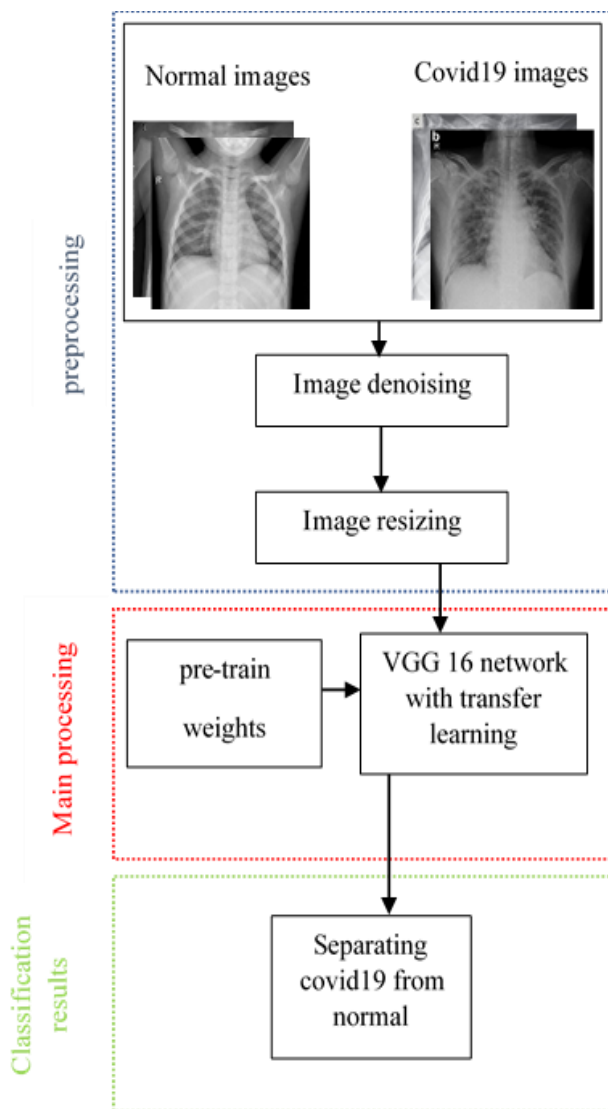 Normal images
Covid19 images
c
b
R
R
preprocessing
Image denoising
Image resizing
Main processing
pre-train
weights
VGG 16 network
with transfer
learning
Classification
results
Separating
covid19 from
normal